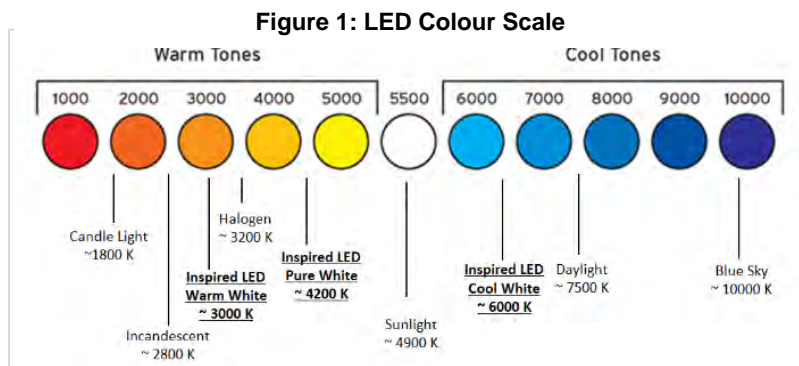 Figure 1: LED Colour Scale
Warm Tones
Cool Tones
1000 2000 3000 4000 5000 5500 6000 7000 8000 9000 10000
Candle Light
~1800 K
Incandescent
~ 2800 K
Inspired LED
Warm White
~ 3000 K
Halogen
~ 3200 K
Inspired LED
Pure White
~ 4200 K
Sunlight
~ 4900 K
Inspired LED
Cool White
~ 6000 K
Daylight
~ 7500 K
Blue Sky
~ 10000 K